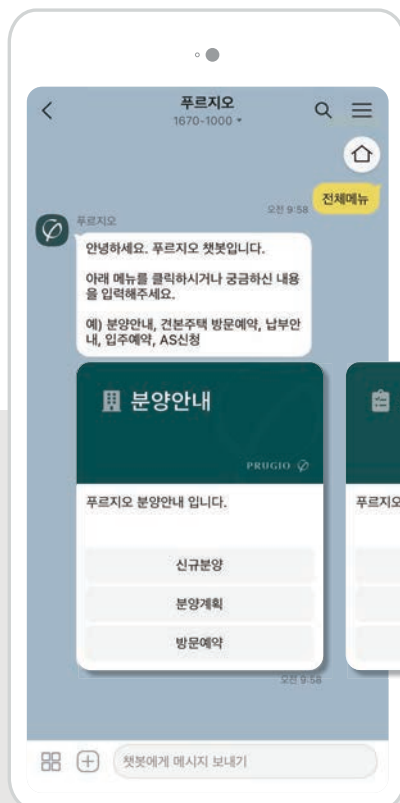 푸르지오
1670-1000
전체메뉴
오전 9:58
푸르지오
안녕하세요. 푸르지오 챗봇입니다.
아래 메뉴를 클릭하시거나 궁금하신 내용
을 입력해주세요.
예) 분양안내, 견본주택 방문예약, 납부안
내, 입주예약, AS신청
분양안내
PRUGIO
푸르지오 분양안내 입니다.
푸르지오
신규분양
분양계획
방문예약
오전 9:58
챗봇에게 메시지 보내기